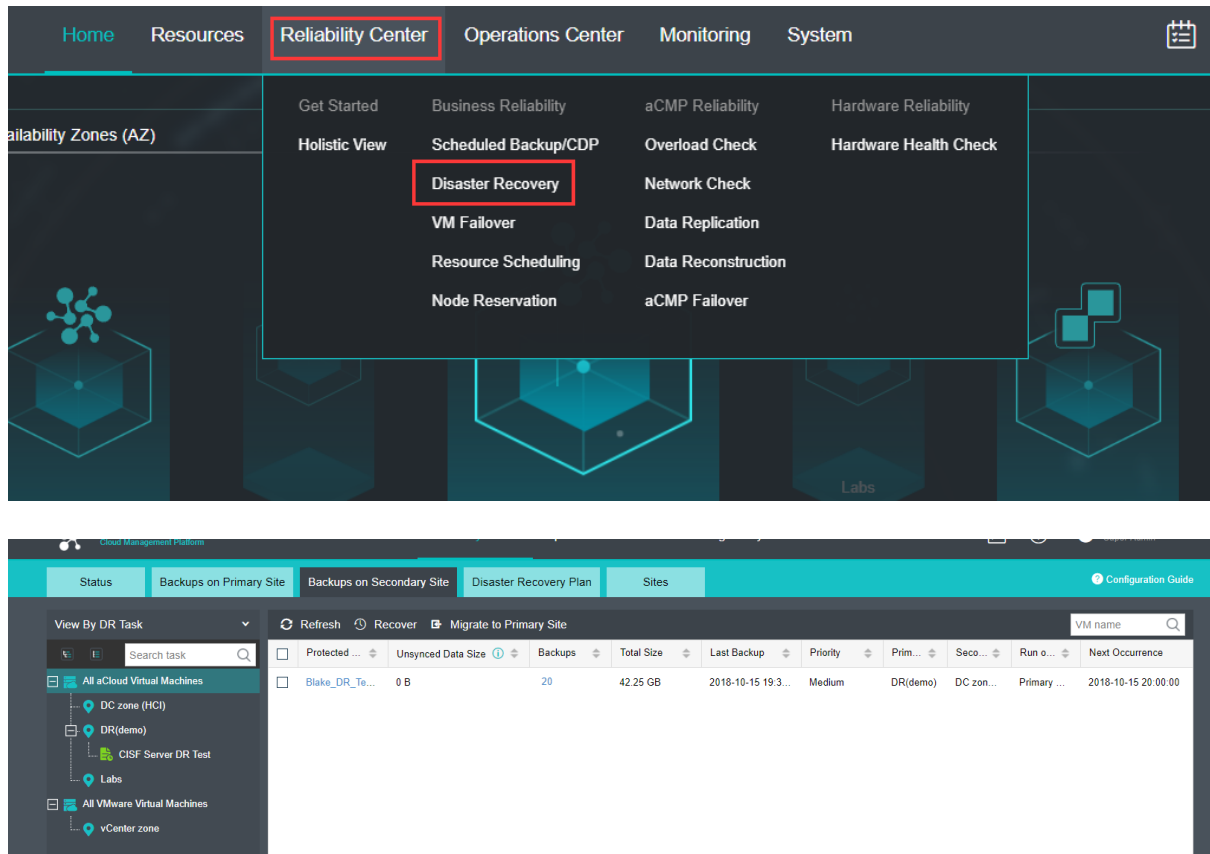 Home Resources Reliability Center Operations Center Monitoring System
Get Started Business Reliability aCMP Reliability Hardware Reliability
ailability Zones (AZ)
Holistic View Scheduled Backup/CDP Overload Check Hardware Health Check
Disaster Recovery Network Check
VM Failover Data Replication
Resource Scheduling Data Reconstruction
Node Reservation aCMP Failover
Labs
Cloud Management Platform
Status Backups on Primary Site Backups on Secondary Site Disaster Recovery Plan Sites ? Configuration Guide
View By DR Task Refresh Recover Migrate to Primary Site VM name
Search task Protected ... Unsynced Data Size Backups Total Size Last Backup Priority Prim... Seco... Run o... Next Occurrence
All aCloud Virtual Machines Blake_DR_Te... 0 B 20 42.25 GB 2018-10-15 19:3... Medium DR(demo) DC zon... Primary ... 2018-10-15 20:00:00
DC zone (HCI)
DR(demo)
CISF Server DR Test
Labs
All VMware Virtual Machines
vCenter zone